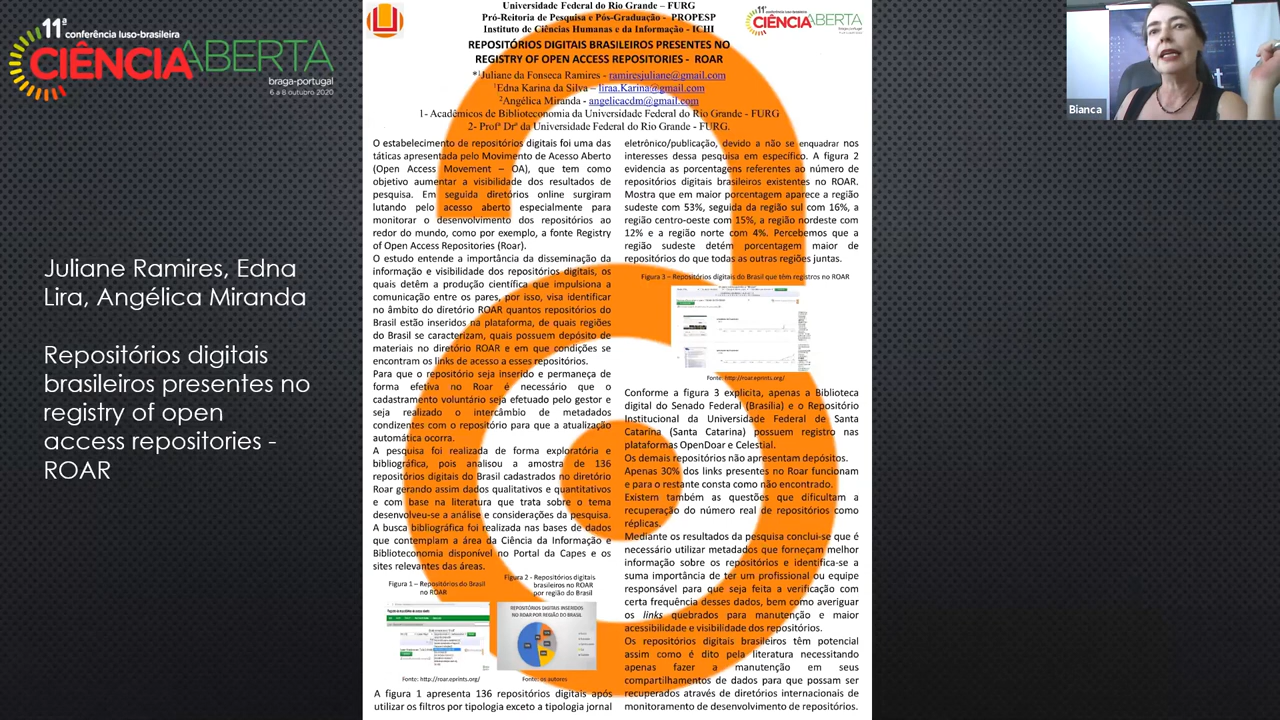 11ª
conferência luso-brasileira
CIÊNCIAABERTA
braga-portugal
6 a 8 outubro 2020
Juliane Ramires, Edna
Lira, Angélica Miranda
Repositórios digitais
brasileiros presentes no
registry of open
access repositories -
ROAR
Universidade Federal do Rio Grande – FURG
Pró-Reitoria de Pesquisa e Pós-Graduação - PROPESP
Instituto de Ciências Humanas e da Informação - ICHI
11ª
CIÊNCIAABERTA
REPOSITÓRIOS DIGITAIS BRASILEIROS PRESENTES NO
REGISTRY OF OPEN ACCESS REPOSITORIES - ROAR
*¹Juliane da Fonseca Ramires - ramiresjuliane@gmail.com
¹Edna Karina da Silva – liraa.Karina@gmail.com
²Angélica Miranda - angelicacdm@gmail.com
1- Acadêmicos de Biblioteconomia da Universidade Federal do Rio Grande - FURG
2- Profª Drª da Universidade Federal do Rio Grande - FURG.
O estabelecimento de repositórios digitais foi uma das
táticas apresentada pelo Movimento de Acesso Aberto
(Open Access Movement – OA), que tem como
objetivo aumentar a visibilidade dos resultados de
pesquisa. Em seguida diretórios online surgiram
lutando pelo acesso aberto especialmente para
monitorar o desenvolvimento dos repositórios ao
redor do mundo, como por exemplo, a fonte Registry
of Open Access Repositories (Roar).
O estudo entende a importância da disseminação da
informação e visibilidade dos repositórios digitais, os
quais detêm a produção científica que impulsiona a
comunicação entre os pares, por isso, visa identificar
no âmbito do diretório ROAR quantos repositórios do
Brasil estão inseridos na plataforma, de quais regiões
do Brasil se caracterizam, quais possuem depósito de
materiais no diretório ROAR e em que condições se
encontram os links de acesso a esses repositórios.
Para que o repositório seja inserido e permaneça de
forma efetiva no Roar é necessário que o
cadastramento voluntário seja efetuado pelo gestor e
seja realizado o intercâmbio de metadados
condizentes com o repositório para que a atualização
automática ocorra.
A pesquisa foi realizada de forma exploratória e
bibliográfica, pois analisou a amostra de 136
repositórios digitais do Brasil cadastrados no diretório
Roar gerando assim dados qualitativos e quantitativos
e com base na literatura que trata sobre o tema
desenvolveu-se a análise e considerações da pesquisa.
A busca bibliográfica foi realizada nas bases de dados
que contemplam a área da Ciência da Informação e
Biblioteconomia disponível no Portal da Capes e os
sites relevantes das áreas.
Figura 1 – Repositórios do Brasil
no ROAR
Figura 2 - Repositórios digitais
brasileiros no ROAR
por região do Brasil
REPOSITÓRIOS DIGITAIS INSERIDOS
NO ROAR POR REGIÃO DO BRASIL
Fonte: http://roar.eprints.org/
Fonte: os autores
A figura 1 apresenta 136 repositórios digitais após
utilizar os filtros por tipologia exceto a tipologia jornal
eletrônico/publicação, devido a não se enquadrar nos
interesses dessa pesquisa em específico. A figura 2
evidencia as porcentagens referentes ao número de
repositórios digitais brasileiros existentes no ROAR.
Mostra que em maior porcentagem aparece a região
sudeste com 53%, seguida da região sul com 16%, a
região centro-oeste com 15%, a região nordeste com
12% e a região norte com 4%. Percebemos que a
região sudeste detém porcentagem maior de
repositórios do que todas as outras regiões juntas.
Figura 3 – Repositórios digitais do Brasil que têm registros no ROAR
Fonte: http://roar.eprints.org/
Conforme a figura 3 explicita, apenas a Biblioteca
digital do Senado Federal (Brasília) e o Repositório
Institucional da Universidade Federal de Santa
Catarina (Santa Catarina) possuem registro nas
plataformas OpenDoar e Celestial.
Os demais repositórios não apresentam depósitos.
Apenas 30% dos links presentes no Roar funcionam
e para o restante consta como não encontrado.
Existem também as questões que dificultam a
recuperação do número real de repositórios como
réplicas.
Mediante os resultados da pesquisa conclui-se que é
necessário utilizar metadados que forneçam melhor
informação sobre os repositórios e identifica-se a
suma importância de ter um profissional ou equipe
responsável para que seja feita a verificação com
certa frequência desses dados, bem como averiguar
os links quebrados para manutenção e maior
acessibilidade e visibilidade dos repositórios.
Os repositórios digitais brasileiros têm potencial
assim como é dito pela literatura necessitando
apenas fazer a manutenção em seus
compartilhamentos de dados para que possam ser
recuperados através de diretórios internacionais de
monitoramento de desenvolvimento de repositórios.
Bianca